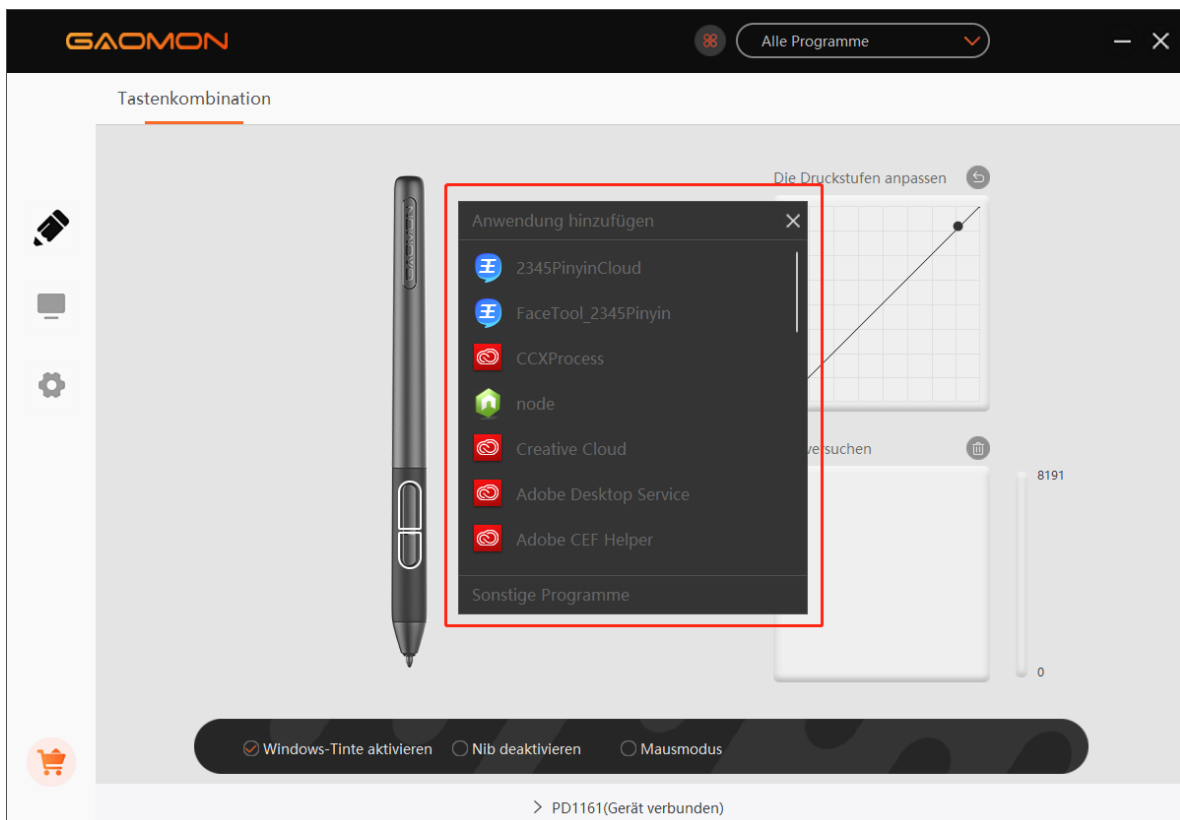 GAOMON
Alle Programme
Tastenkombination
Die Druckstufen anpassen
GAOMON
Anwendung hinzufügen
2345PinyinCloud
FaceTool_2345Pinyin
CCXProcess
node
Creative Cloud
Adobe Desktop Service
Adobe CEF Helper
Sonstige Programme
versuchen
8191
0
Windows-Tinte aktivieren
Nib deaktivieren
Mausmodus
PD1161(Gerät verbunden)